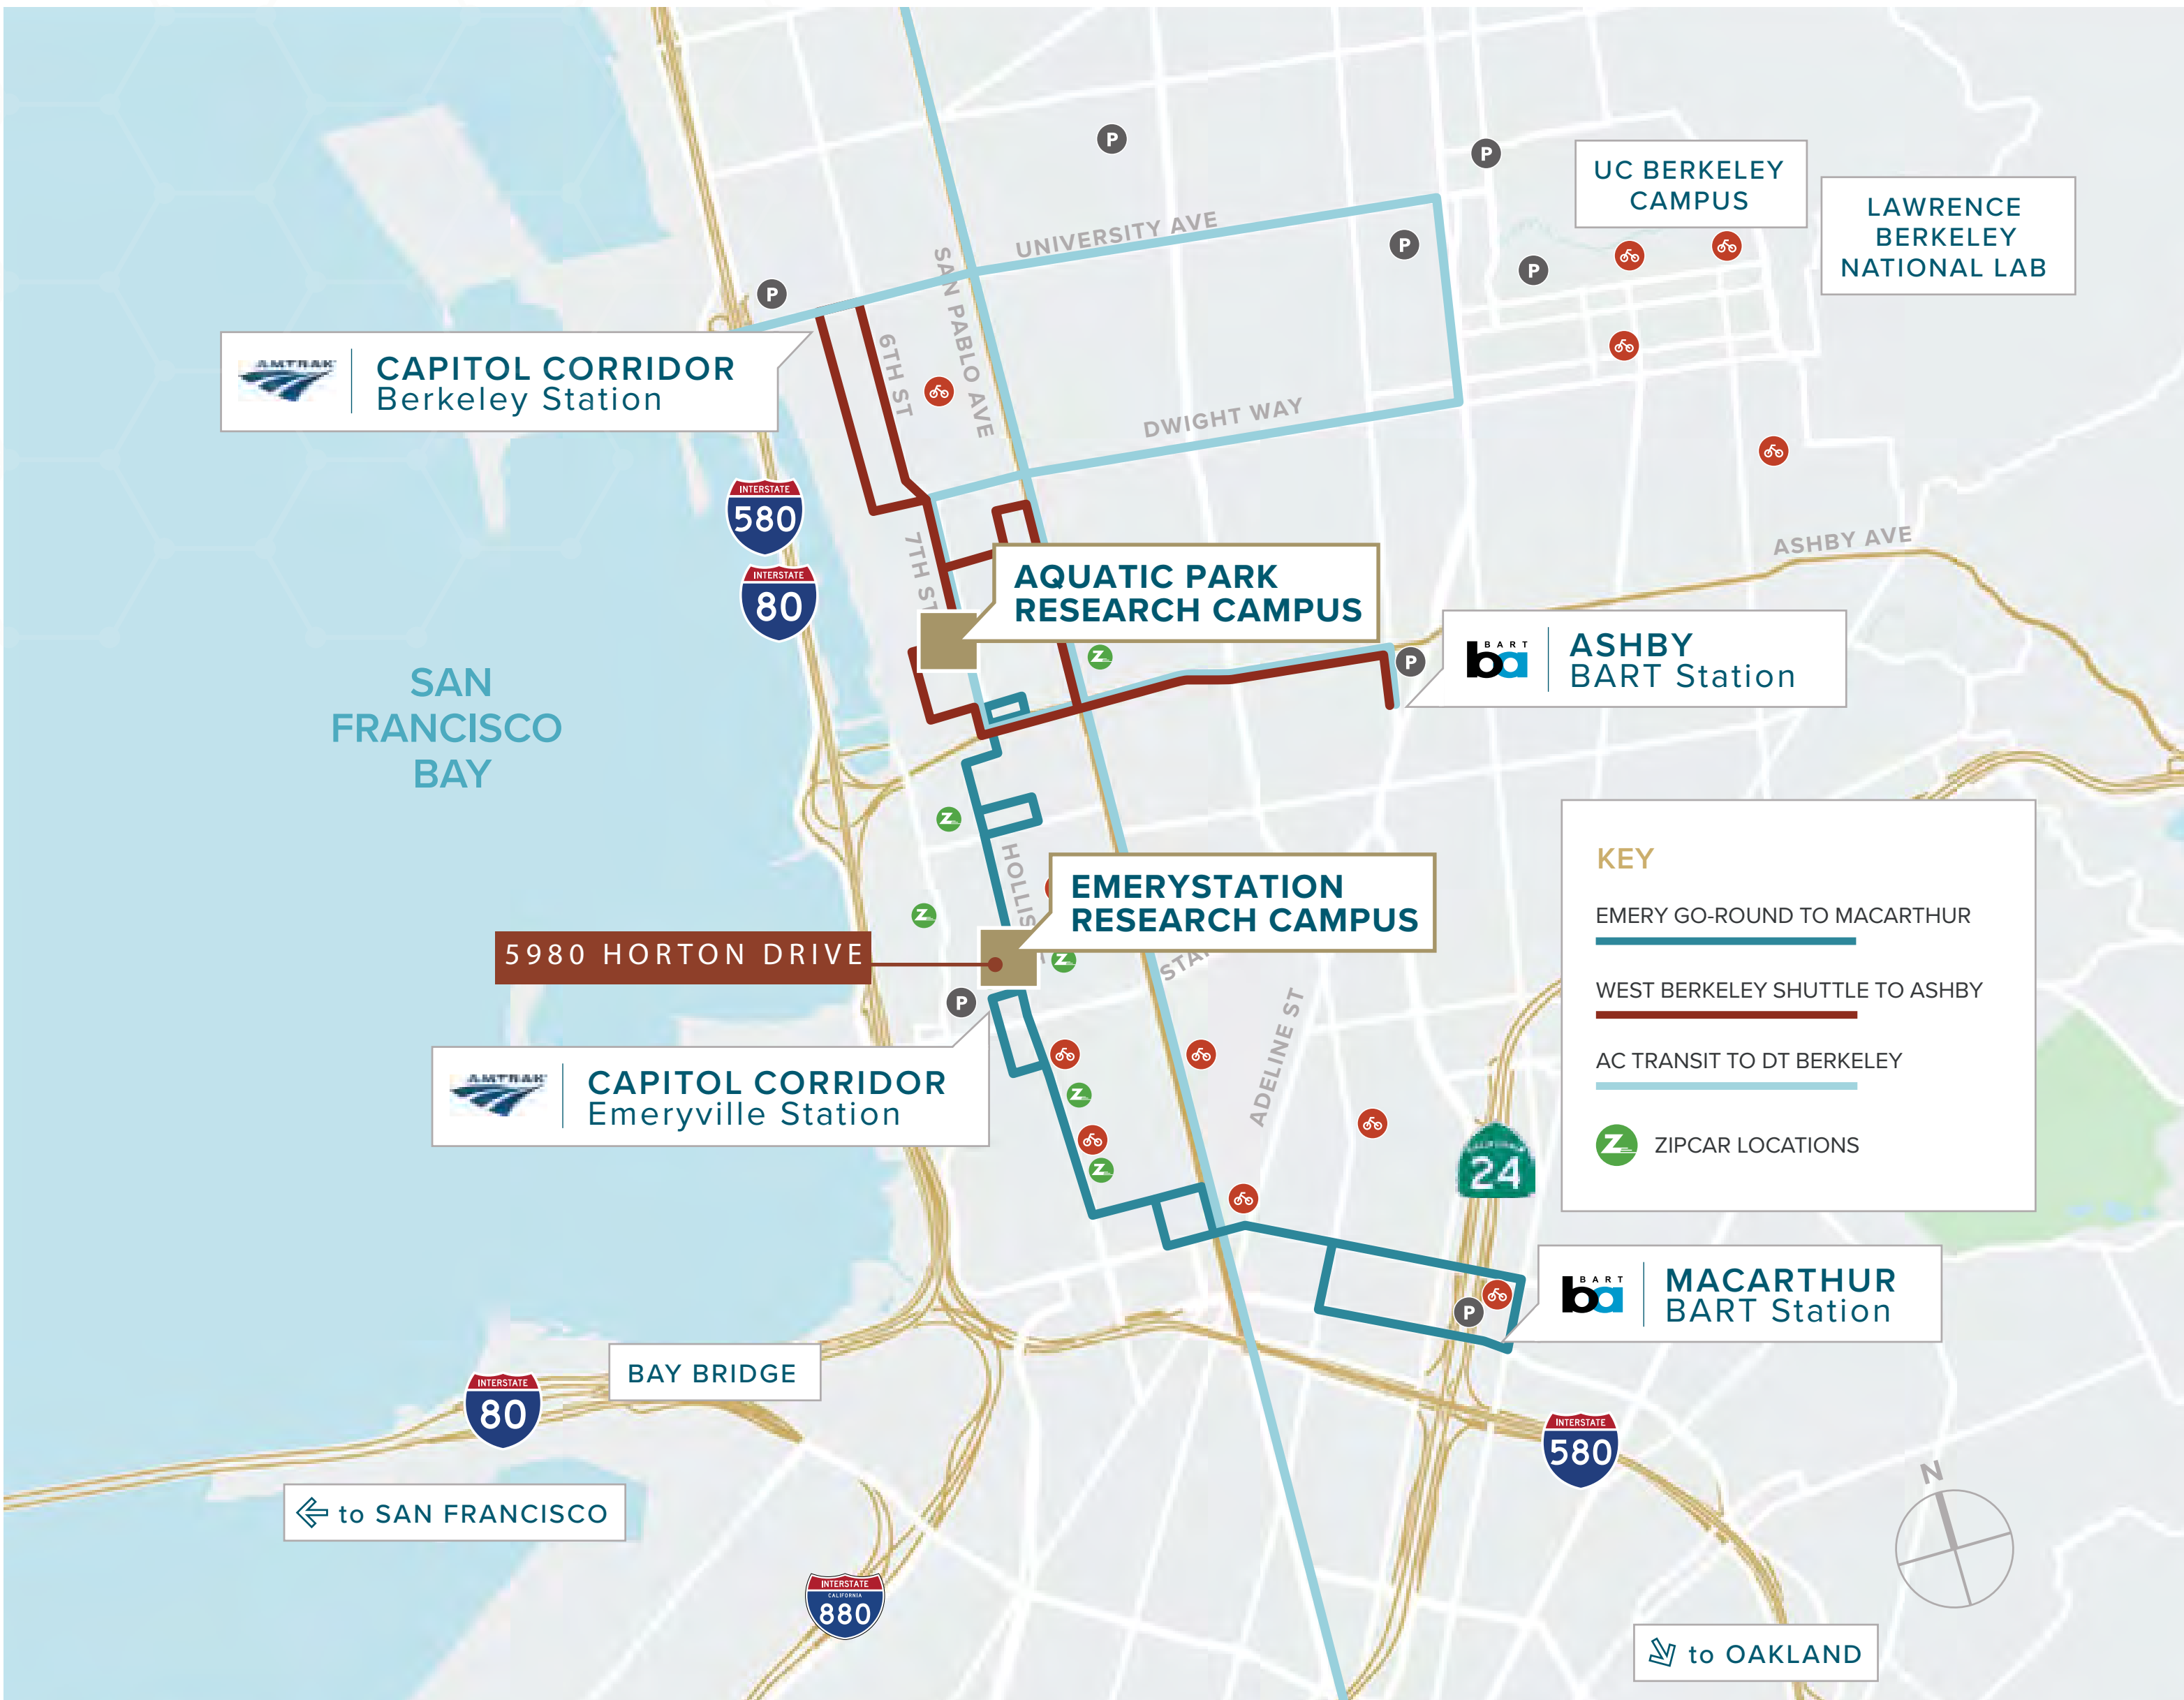 P
P
UC BERKELEY
CAMPUS
LAWRENCE
BERKELEY
NATIONAL LAB
UNIVERSITY AVE
P
P
P
SAN PABLO AVE
6TH ST
AMTRAK
CAPITOL CORRIDOR
Berkeley Station
DWIGHT WAY
INTERSTATE
580
7TH ST
ASHBY AVE
INTERSTATE
80
AQUATIC PARK
RESEARCH CAMPUS
P
BART
ba
ASHBY
BART Station
SAN
FRANCISCO
BAY
Z
Z
HOLLIS
Z
EMERYSTATION
RESEARCH CAMPUS
5980 HORTON DRIVE
Z
P
ADELINE ST
AMTRAK
CAPITOL CORRIDOR
Emeryville Station
Z
Z
KEY
EMERY GO-ROUND TO MACARTHUR
WEST BERKELEY SHUTTLE TO ASHBY
AC TRANSIT TO DT BERKELEY
Z ZIPCAR LOCATIONS
24
P
BART
ba
MACARTHUR
BART Station
BAY BRIDGE
INTERSTATE
80
INTERSTATE
580
to SAN FRANCISCO
INTERSTATE
CALIFORNIA
880
N
to OAKLAND